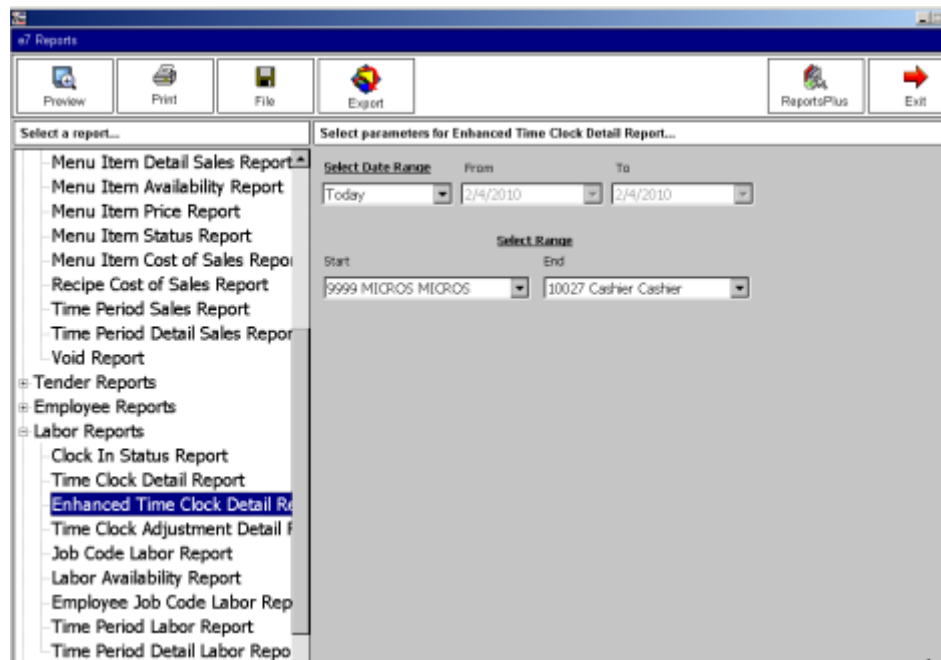 e7 Reports
Preview Print File Export ReportsPlus Exit
Select a report...
Select parameters for Enhanced Time Clock Detail Report...
Menu Item Detail Sales Report
Menu Item Availability Report
Menu Item Price Report
Menu Item Status Report
Menu Item Cost of Sales Repor
Recipe Cost of Sales Report
Time Period Sales Report
Time Period Detail Sales Repor
Void Report
Tender Reports
Employee Reports
Labor Reports
Clock In Status Report
Time Clock Detail Report
Enhanced Time Clock Detail Re
Time Clock Adjustment Detail R
Job Code Labor Report
Labor Availability Report
Employee Job Code Labor Rep
Time Period Labor Report
Time Period Detail Labor Repo
Select Date Range From To
Today 2/4/2010 2/4/2010
Select Range
Start End
9999 MICROS MICROS 10027 Cashier Cashier